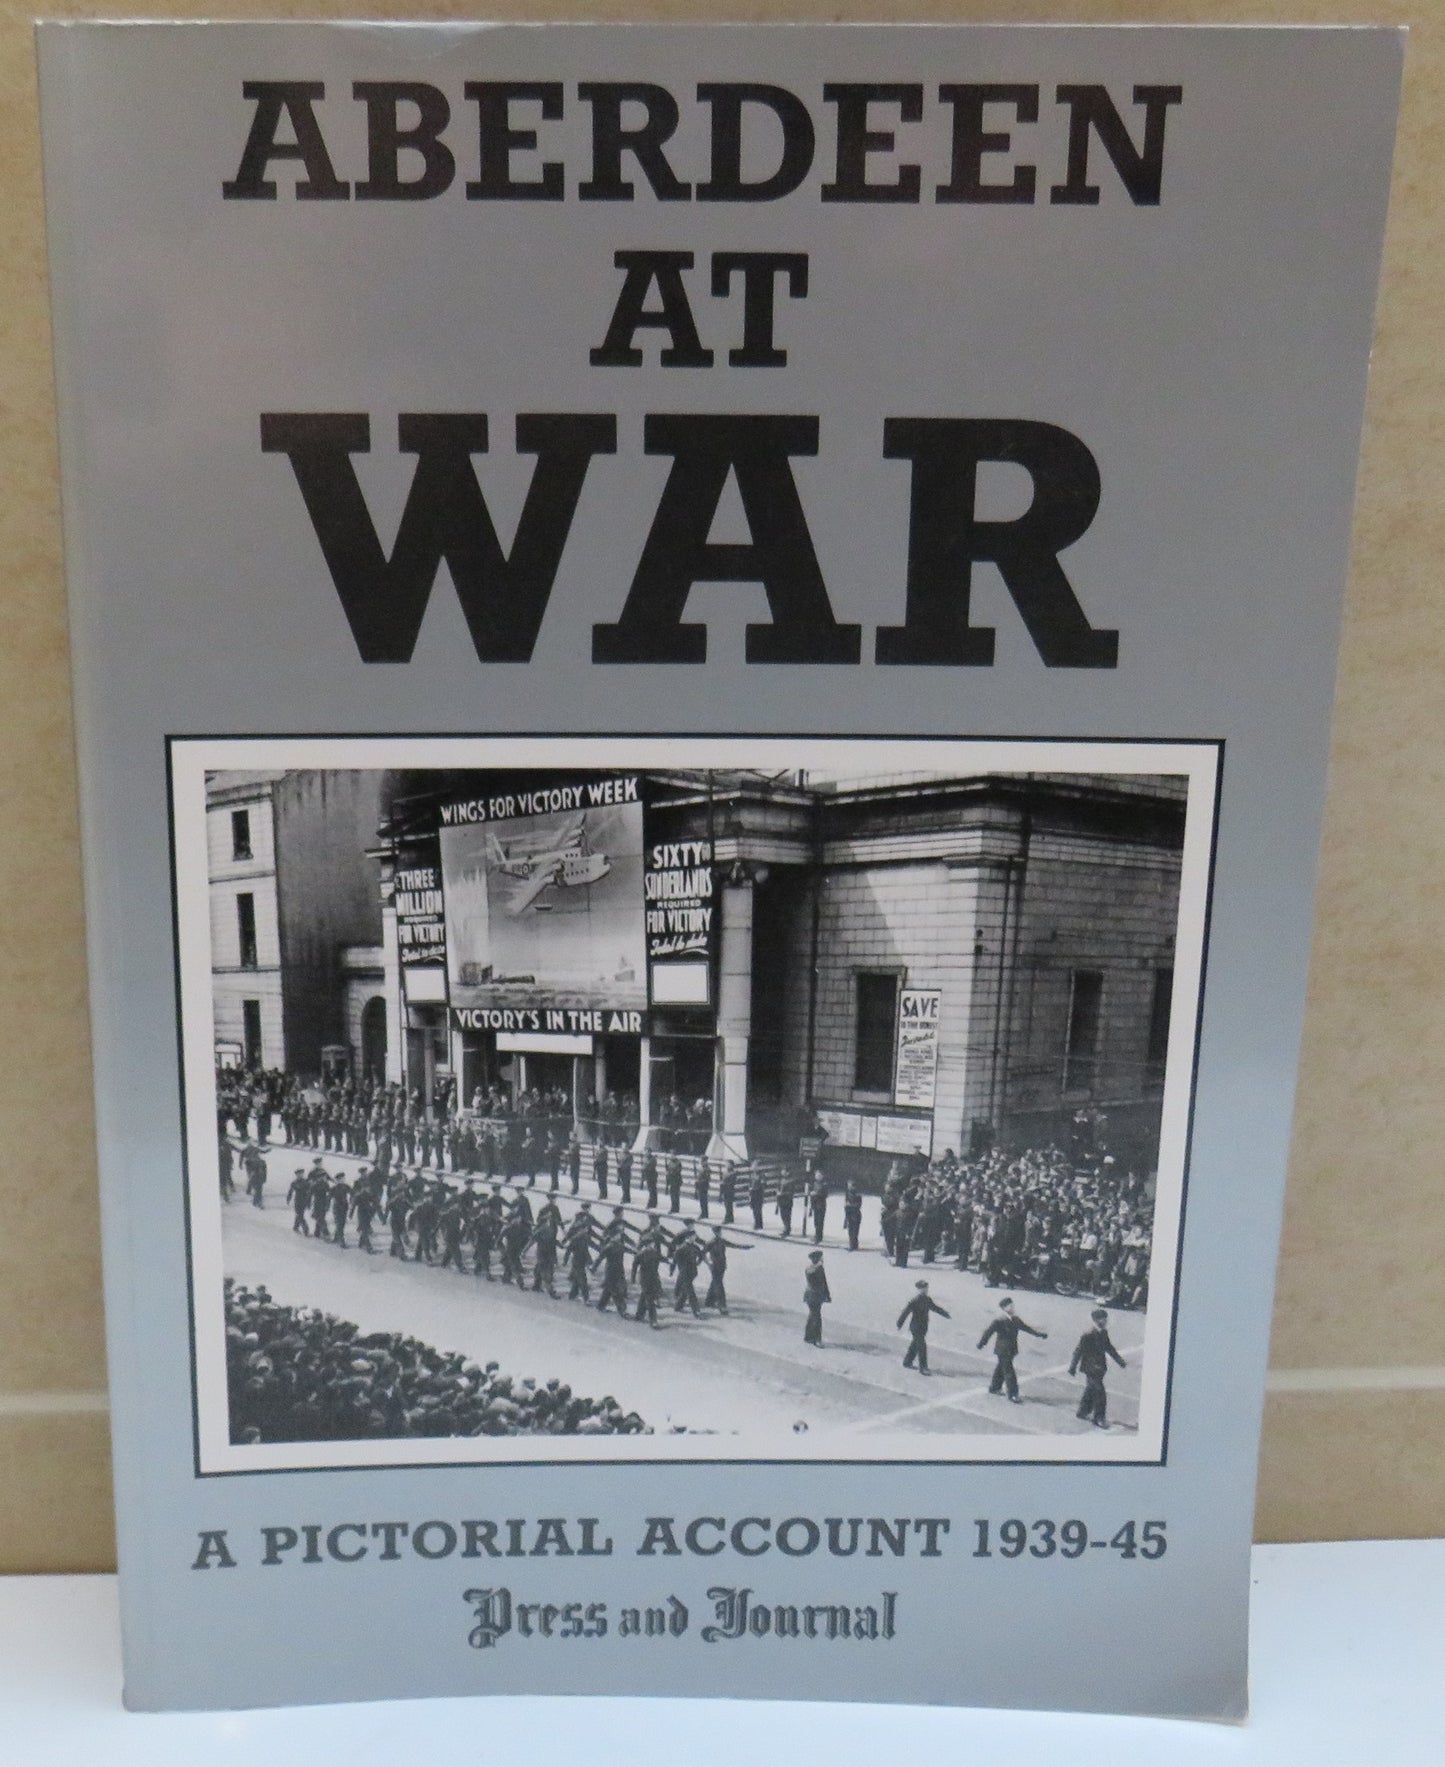 ABERDEEN
AT
WAR
WINGS FOR VICTORY WEEK
THREE
MILLION
REQUIRED
FOR VICTORY
SIXTY
SUNDERLANDS
REQUIRED
FOR VICTORY
VICTORY'S IN THE AIR
SAVE
A PICTORIAL ACCOUNT 1939-45
Press and Journal